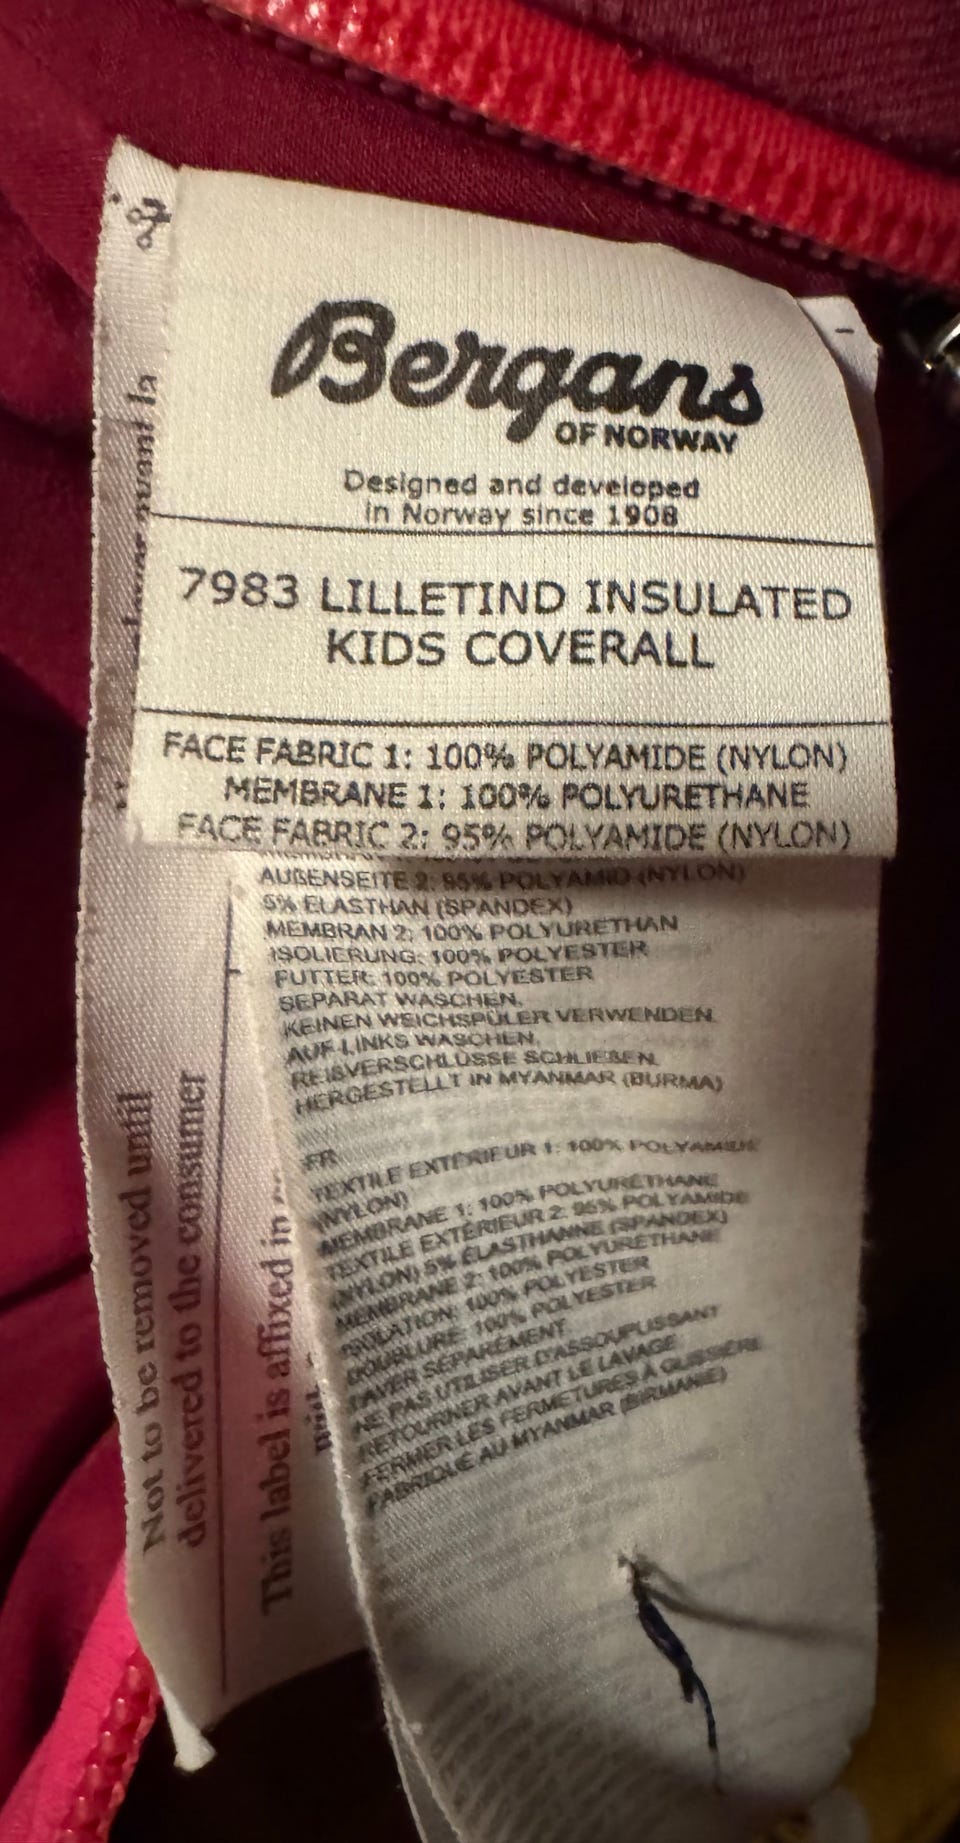 Bergans
OF NORWAY
Designed and developed
in Norway since 1908
7983 LILLETIND INSULATED
KIDS COVERALL
FACE FABRIC 1: 100% POLYAMIDE (NYLON)
MEMBRANE 1: 100% POLYURETHANE
FACE FABRIC 2: 95% POLYAMIDE (NYLON)
AUßENSEITE 2: 95% POLYAMID (NYLON)
5% ELASTHAN (SPANDEX)
MEMBRAN 2: 100% POLYURETHAN
ISOLIERUNG: 100% POLYESTER
FUTTER: 100% POLYESTER
SEPARAT WASCHEN.
KEINEN WEICHSPÜLER VERWENDEN.
AUF LINKS WASCHEN.
REIßVERSCHLÜSSE SCHLIEßEN.
HERGESTELLT IN MYANMAR (BURMA)
FR
TEXTILE EXTÉRIEUR 1: 100% POLYAMIDE
(NYLON)
MEMBRANE 1: 100% POLYURÉTHANE
TEXTILE EXTÉRIEUR 2: 95% POLYAMIDE
(NYLON) 5% ÉLASTHANNE (SPANDEX)
MEMBRANE 2: 100% POLYURÉTHANE
ISOLATION: 100% POLYESTER
DOUBLURE: 100% POLYESTER
LAVER SÉPARÉMENT
NE PAS UTILISER D'ASSOUPLISSANT
RETOURNER AVANT LE LAVAGE
FERMER LES FERMETURES À GLISSIÈRE
FABRIQUÉ AU MYANMAR (BIRMANIE)
avant la
Not to be removed until
delivered to the consumer
This label is affixed in